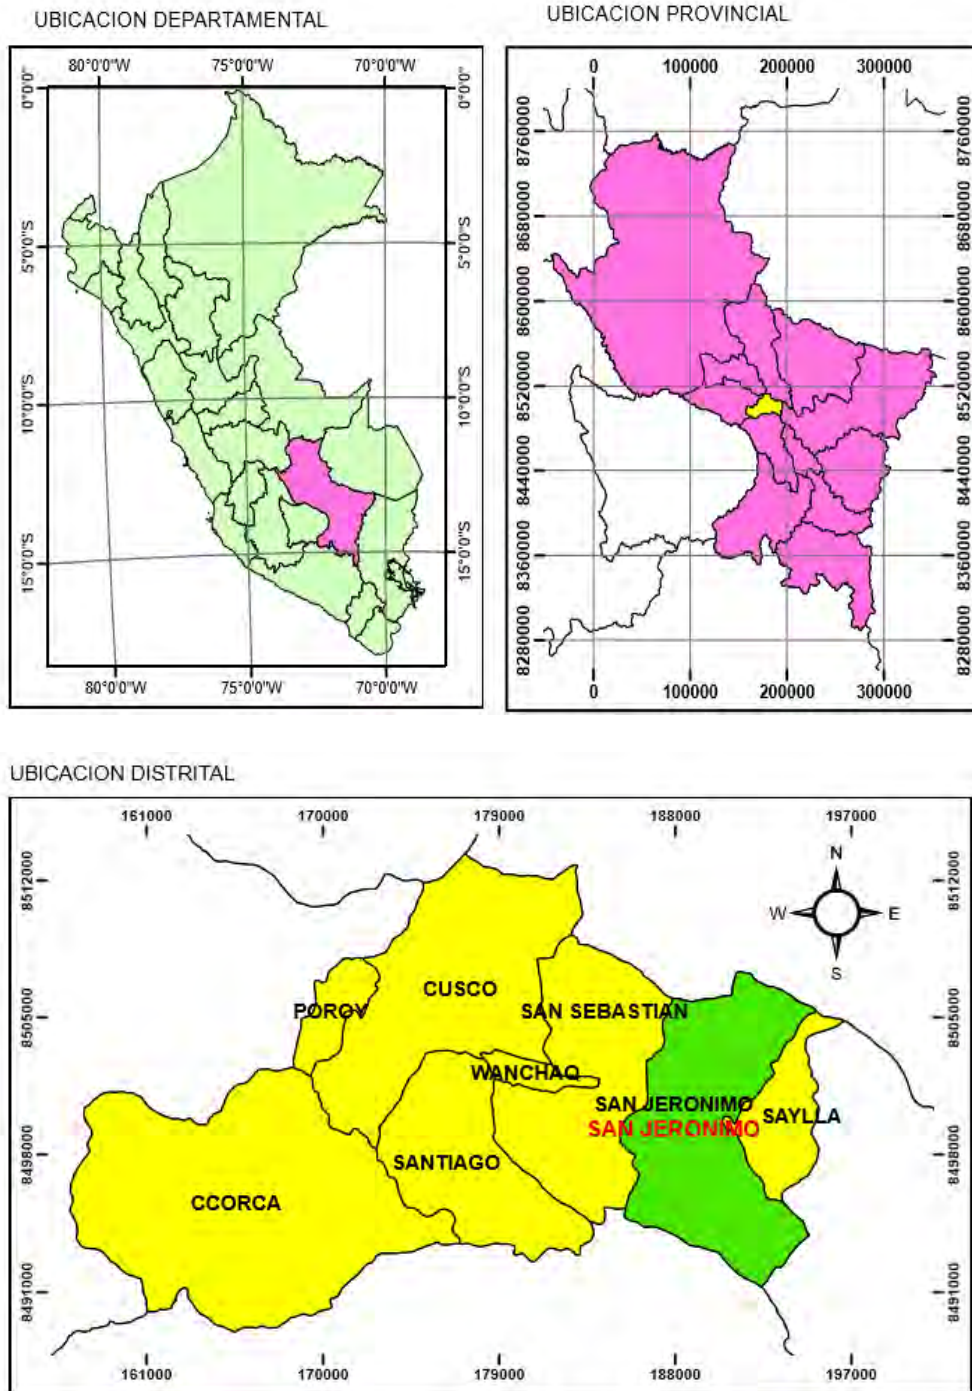 UBICACION DEPARTAMENTAL
80°0'0"W 75°0'0"W 70°0'0"W
0°0'0" 0°0'0"
5°0'0"S 5°0'0"S
10°0'0"S 10°0'0"S
15°0'0"S 15°0'0"S
80°0'0"W 75°0'0"W 70°0'0"W
UBICACION PROVINCIAL
0 100000 200000 300000
8760000 8760000
8680000 8680000
8600000 8600000
8520000 8520000
8440000 8440000
8360000 8360000
8280000 8280000
0 100000 200000 300000
UBICACION DISTRITAL
161000 170000 179000 188000 197000
N
8512000 8512000
W E
S
CUSCO
POROY SAN SEBASTIAN
8505000 8505000
WANCHAQ
SAN JERONIMO
SAYLLA
SAN JERONIMO
8498000 8498000
SANTIAGO
CCORCA
8491000 8491000
161000 170000 179000 188000 197000